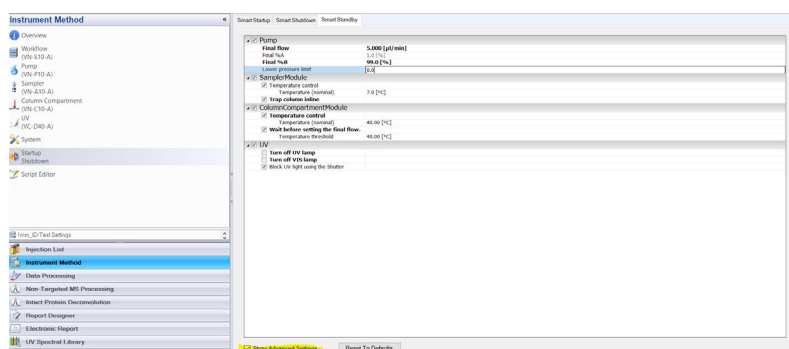 Instrument Method «
Overview
Workflow
(VN-S10-A)
Pump
(VN-P10-A)
Sampler
(VN-A10-A)
Column Compartment
(VN-C10-A)
UV
(VC-D40-A)
System
Startup
Shutdown
Script Editor
1mm_ID-Test Settings
Injection List
Instrument Method
Data Processing
Non-Targeted MS Processing
Intact Protein Deconvolution
Report Designer
Electronic Report
UV Spectral Library
Smart Startup Smart Shutdown Smart Standby
Pump
Final flow 5.000 [µl/min]
Final %A 1.0 [%]
Final %B 99.0 [%]
Lower pressure limit 0.0
SamplerModule
Temperature control
Temperature (nominal) 7.0 [°C]
Trap column inline
ColumnCompartmentModule
Temperature control
Temperature (nominal) 40.00 [°C]
Wait before setting the final flow.
Temperature threshold 40.00 [°C]
UV
Turn off UV lamp
Turn off VIS lamp
Block UV light using the Shutter
Show Advanced Settings Reset To Defaults